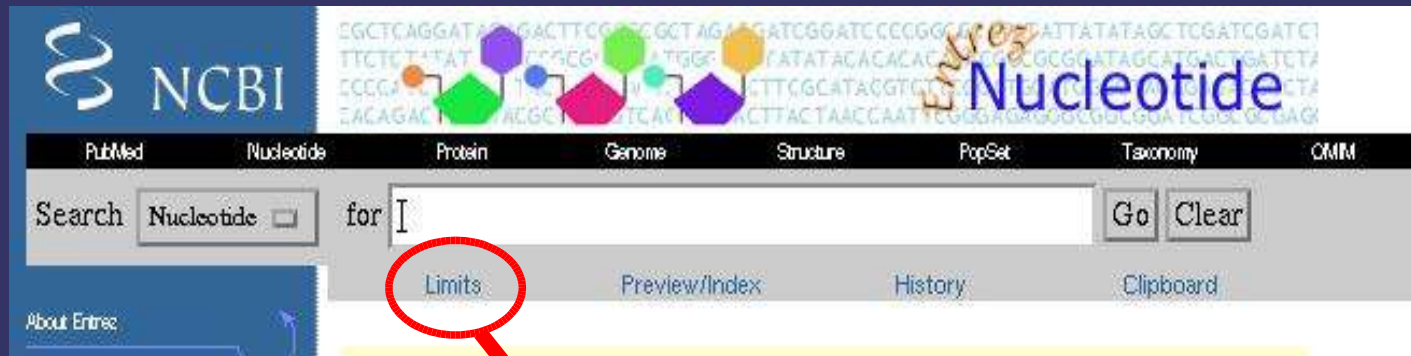 NCBI
Entrez
Nucleotide
PubMed Nucleotide Protein Genome Structure PopSet Taxonomy OMIM
Search Nucleotide for Go Clear
Limits Preview/Index History Clipboard
About Entrez